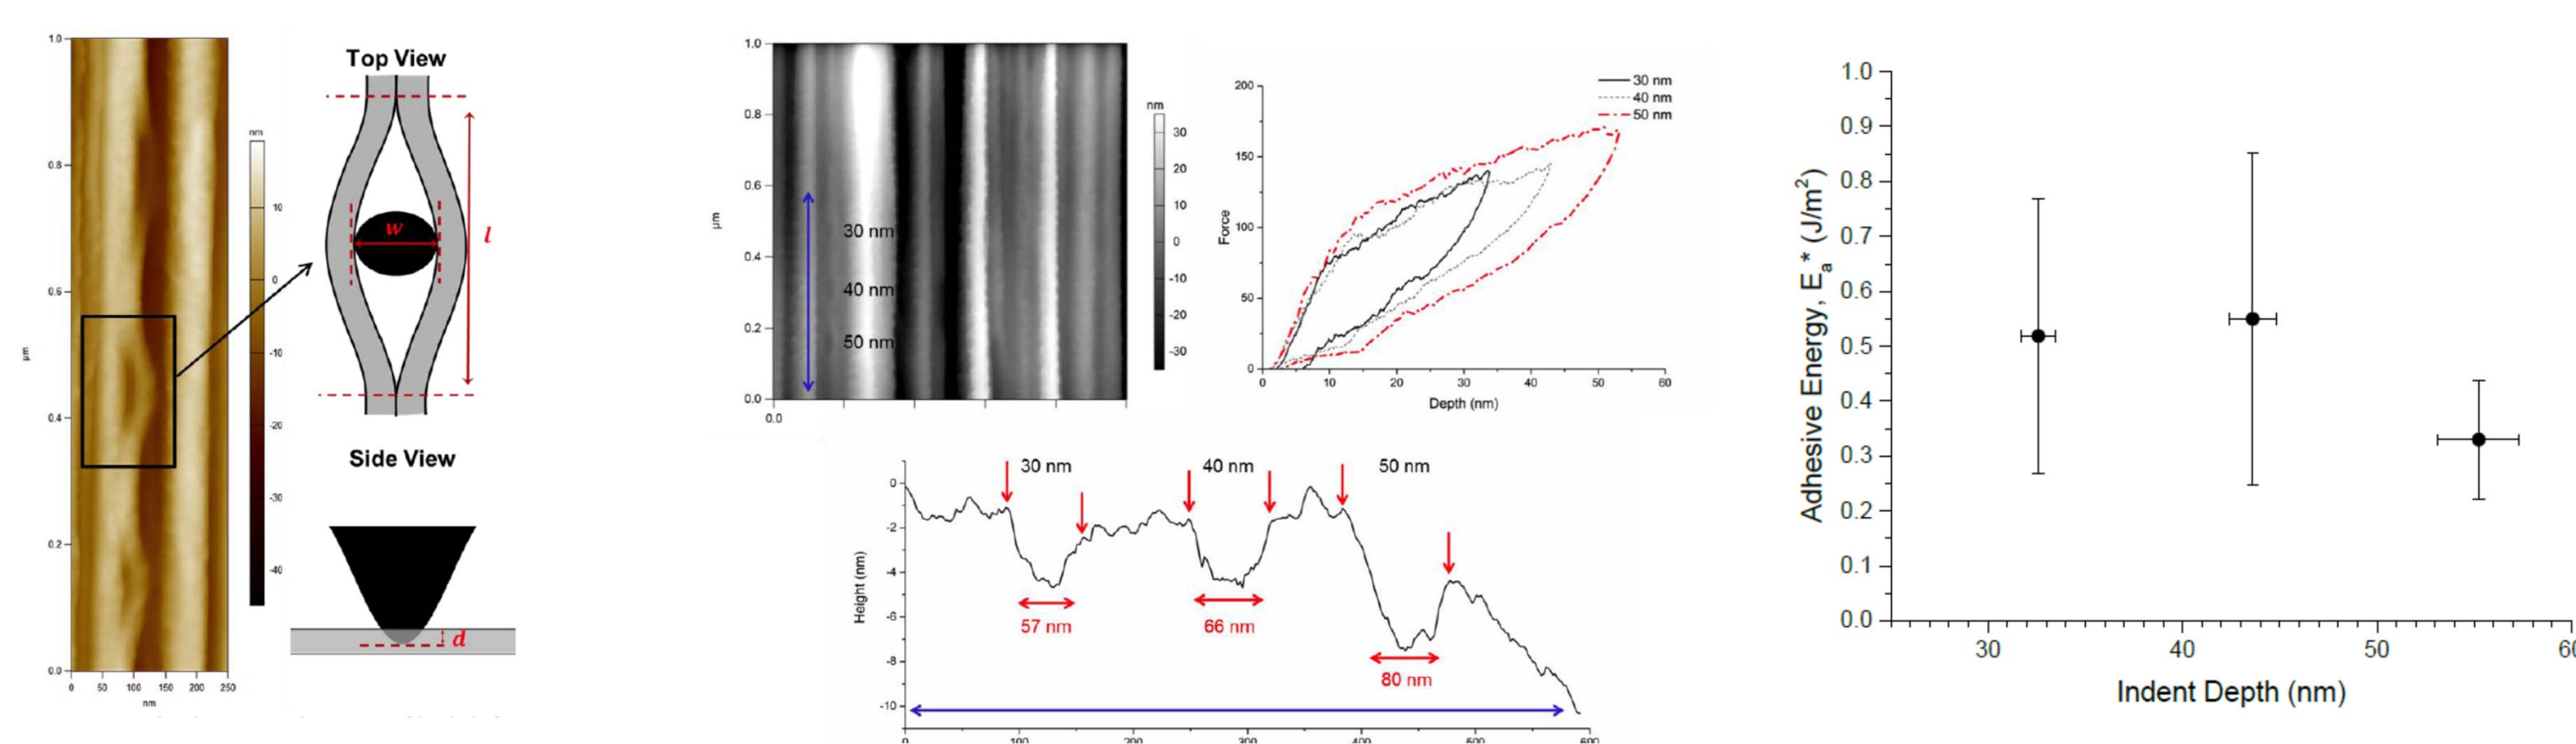 1.0
0.8
0.6
0.4
0.2
0.0
µm
0 50 100 150 200 250
nm
nm
10
0
-10
-20
-30
-40
Top View
w
l
Side View
d
1.0
0.8
0.6
0.4
0.2
0.0
µm
0.0
30 nm
40 nm
50 nm
nm
30
20
10
0
-10
-20
-30
200
150
100
50
0
Force
0 10 20 30 40 50 60
Depth (nm)
30 nm
40 nm
50 nm
0
-2
-4
-6
-8
-10
Height (nm)
30 nm 40 nm 50 nm
57 nm 66 nm
80 nm
0 100 200 300 400 500 600
1.0
0.9
0.8
0.7
0.6
0.5
0.4
0.3
0.2
0.1
0.0
Adhesive Energy, Ea* (J/m²)
30 40 50
Indent Depth (nm)